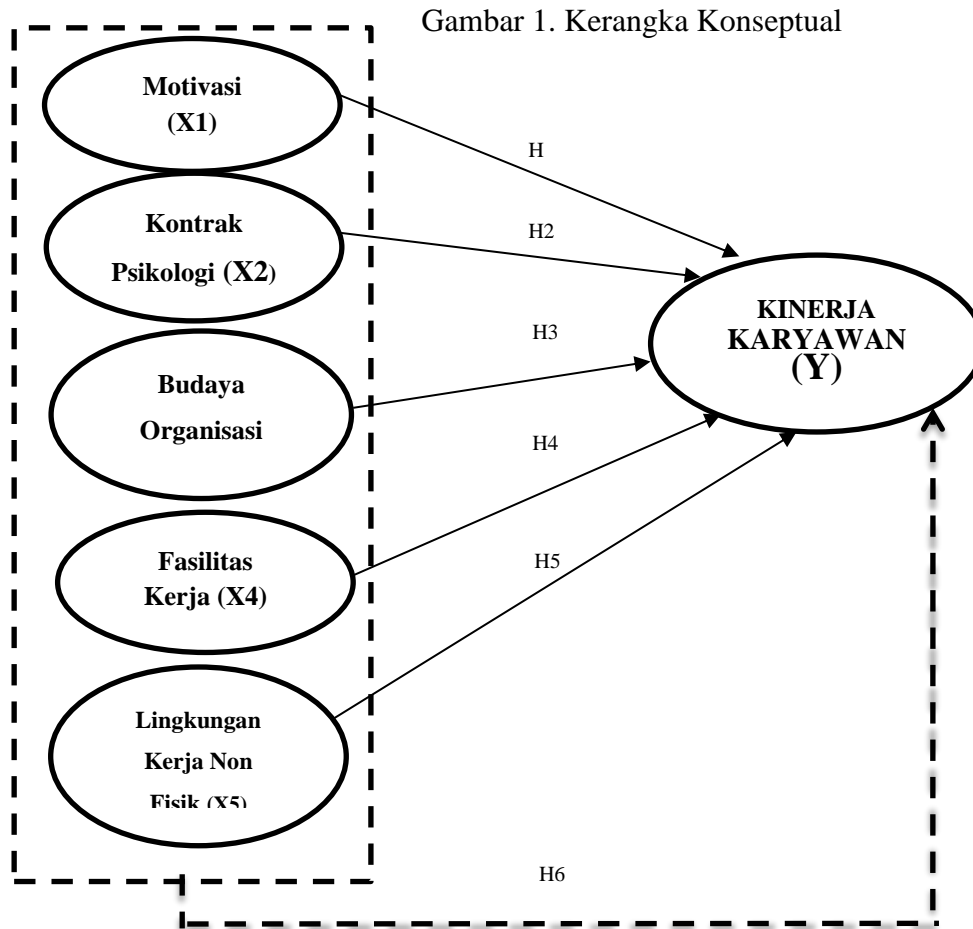 Gambar 1. Kerangka Konseptual
Motivasi
(X1)
H
Kontrak
Psikologi (X2)
H2
KINERJA
KARYAWAN
(Y)
Budaya
Organisasi
H3
Fasilitas
Kerja (X4)
H4
Lingkungan
Kerja Non
Fisik (X5)
H5
H6